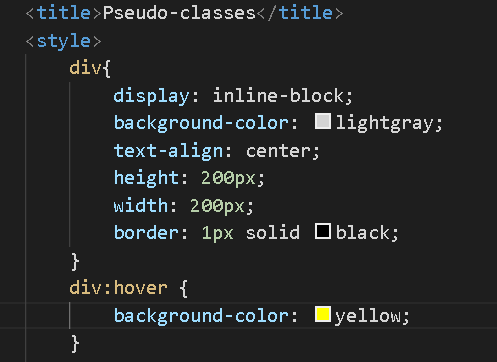 <title>Pseudo-classes</title>
<style>
div{
display: inline-block;
background-color: lightgray;
text-align: center;
height: 200px;
width: 200px;
border: 1px solid black;
}
div:hover {
background-color: yellow;
}